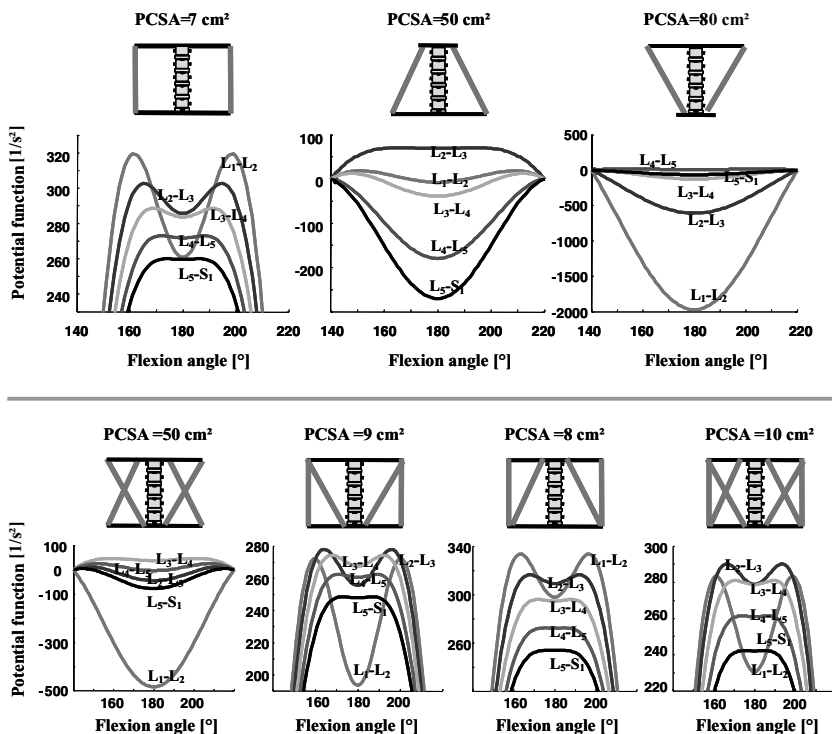 PCSA=7 cm²
PCSA=50 cm²
PCSA=80 cm²
Potential function [1/s²]
320
300
280
260
240
L₁-L₂
L₂-L₃
L₃-L₄
L₄-L₅
L₅-S₁
140 160 180 200 220
Flexion angle [°]
100
0
-100
-200
L₂-L₃
L₁-L₂
L₃-L₄
L₄-L₅
L₅-S₁
140 160 180 200 220
Flexion angle [°]
500
0
-500
-1000
-1500
-2000
L₄-L₅
L₅-S₁
L₃-L₄
L₂-L₃
L₁-L₂
140 160 180 200 220
Flexion angle [°]
PCSA =50 cm²
PCSA =9 cm²
PCSA =8 cm²
PCSA =10 cm²
Potential function [1/s²]
100
0
-100
-300
-500
L₃-L₄
L₄-L₅
L₂-L₃
L₅-S₁
L₁-L₂
140 160 180 200
Flexion angle [°]
280
260
240
220
200
L₃-L₄
L₂-L₃
L₄-L₅
L₅-S₁
L₁-L₂
160 180 200
Flexion angle [°]
340
300
260
L₁-L₂
L₂-L₃
L₃-L₄
L₄-L₅
L₅-S₁
160 180 200
Flexion angle [°]
300
280
260
240
220
L₂-L₃
L₃-L₄
L₄-L₅
L₅-S₁
L₁-L₂
160 180 200
Flexion angle [°]